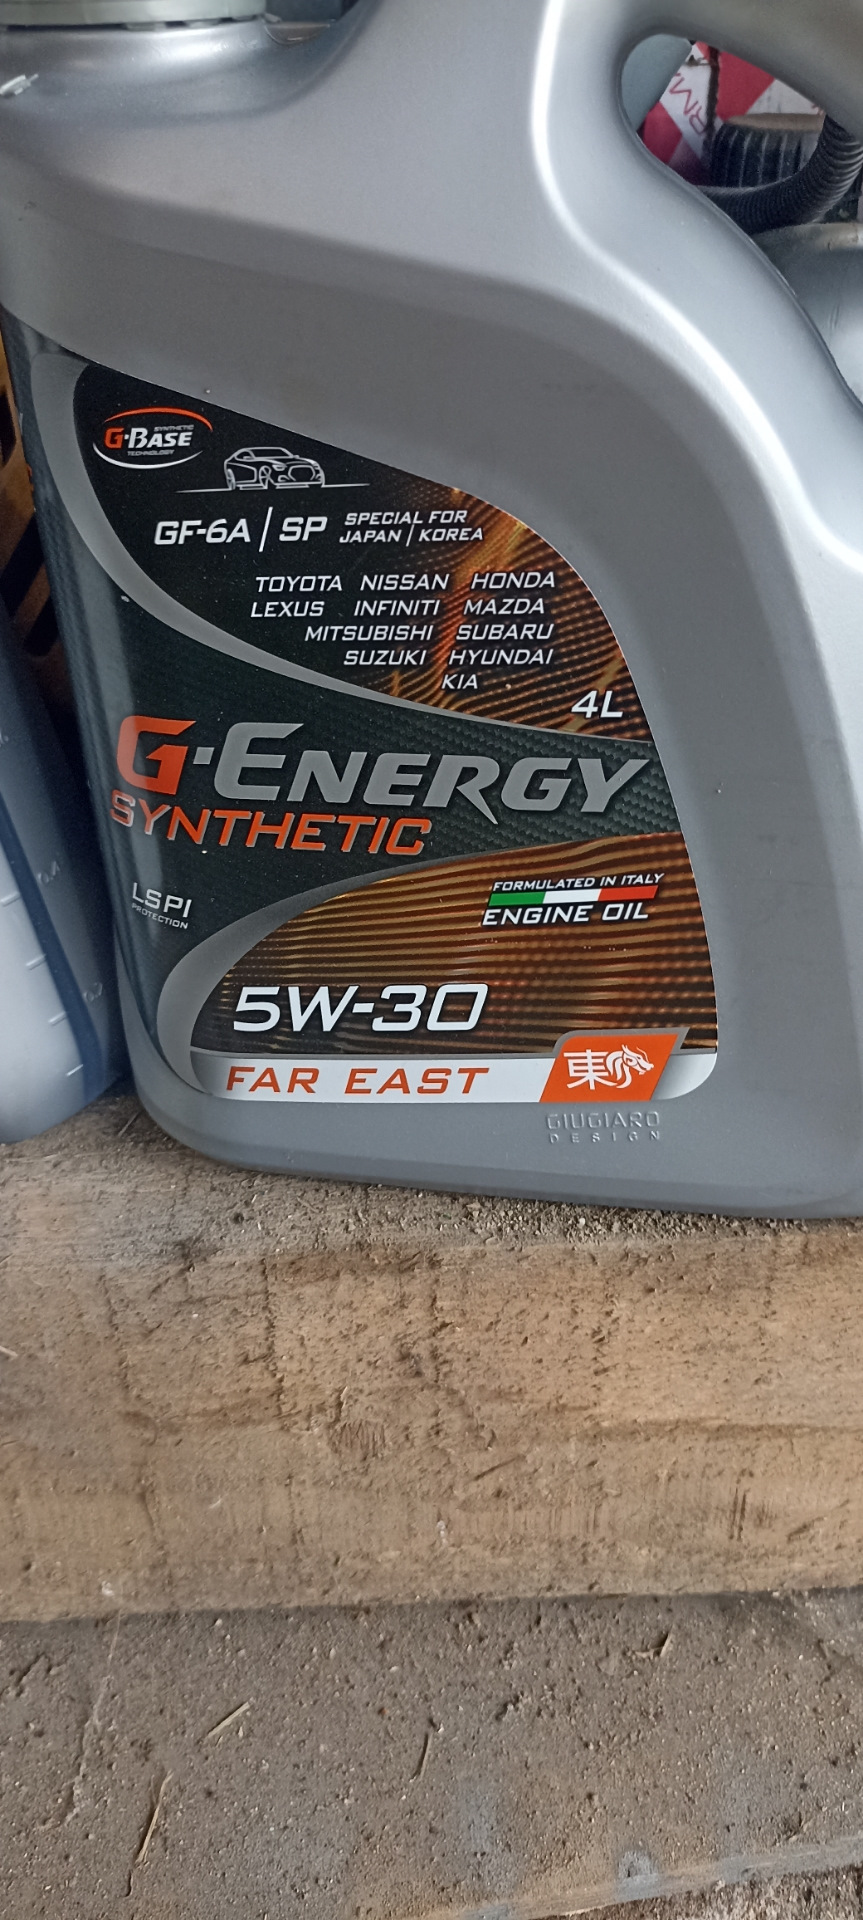 SYNTHETIC
G-BASE
TECHNOLOGY
GF-6A | SP SPECIAL FOR
JAPAN | KOREA
TOYOTA NISSAN HONDA
LEXUS INFINITI MAZDA
MITSUBISHI SUBARU
SUZUKI HYUNDAI
KIA
4L
G-ENERGY
SYNTHETIC
LSPI
PROTECTION
FORMULATED IN ITALY
ENGINE OIL
5W-30
FAR EAST
東
GIUGIARO
DESIGN